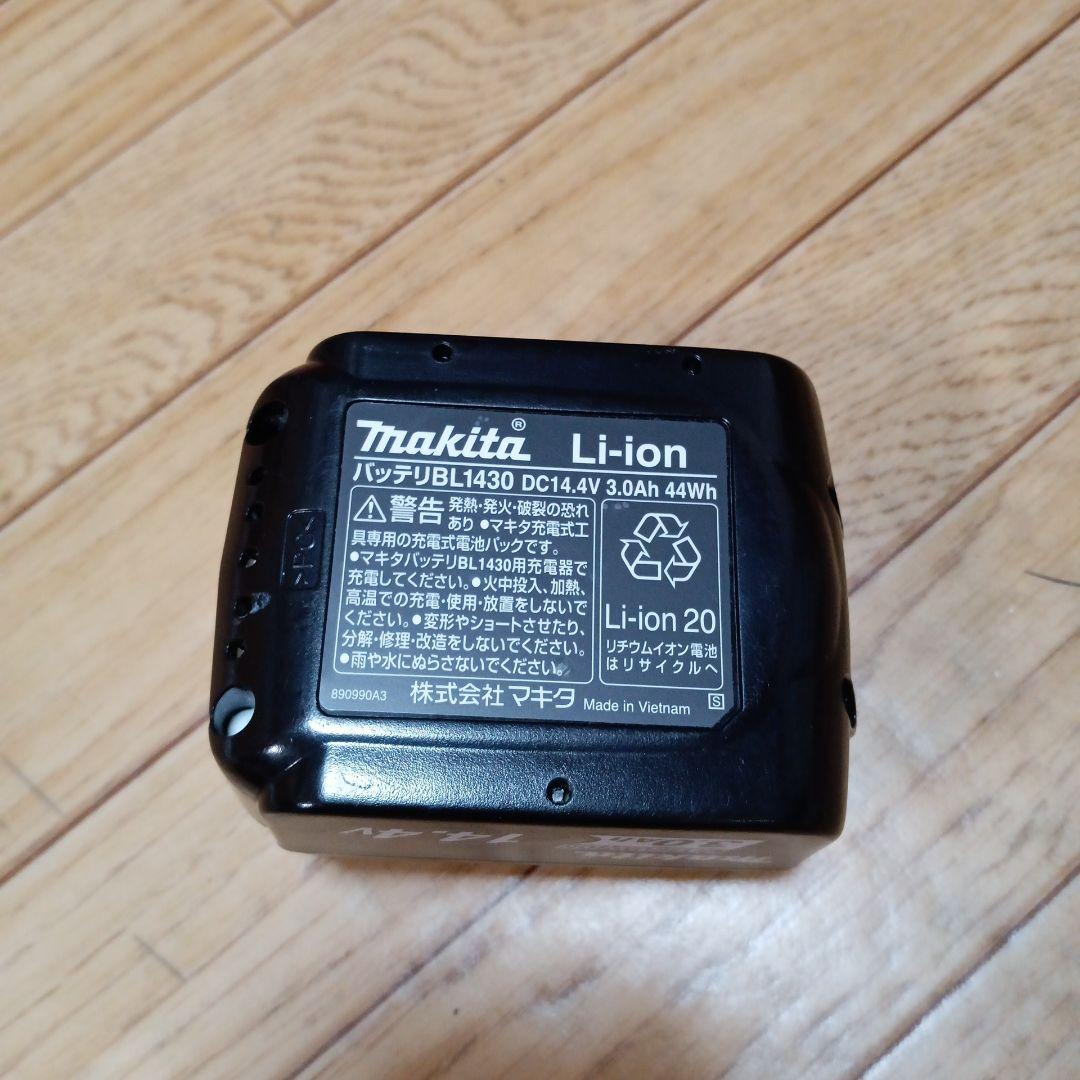 makita® Li-ion
バッテリBL1430 DC14.4V 3.0Ah 44Wh
警告 発熱・発火・破裂の恐れ
あり ●マキタ充電式工
具専用の充電式電池パックです。
●マキタバッテリBL1430用充電器で
充電してください。●火中投入、加熱、
高温での充電・使用・放置をしないで
ください。●変形やショートさせたり、
分解・修理・改造をしないでください。
●雨や水にぬらさないでください。
Li-ion 20
リチウムイオン電池
はリサイクルへ
890990A3 株式会社マキタ Made in Vietnam S
>PC<
14.4V